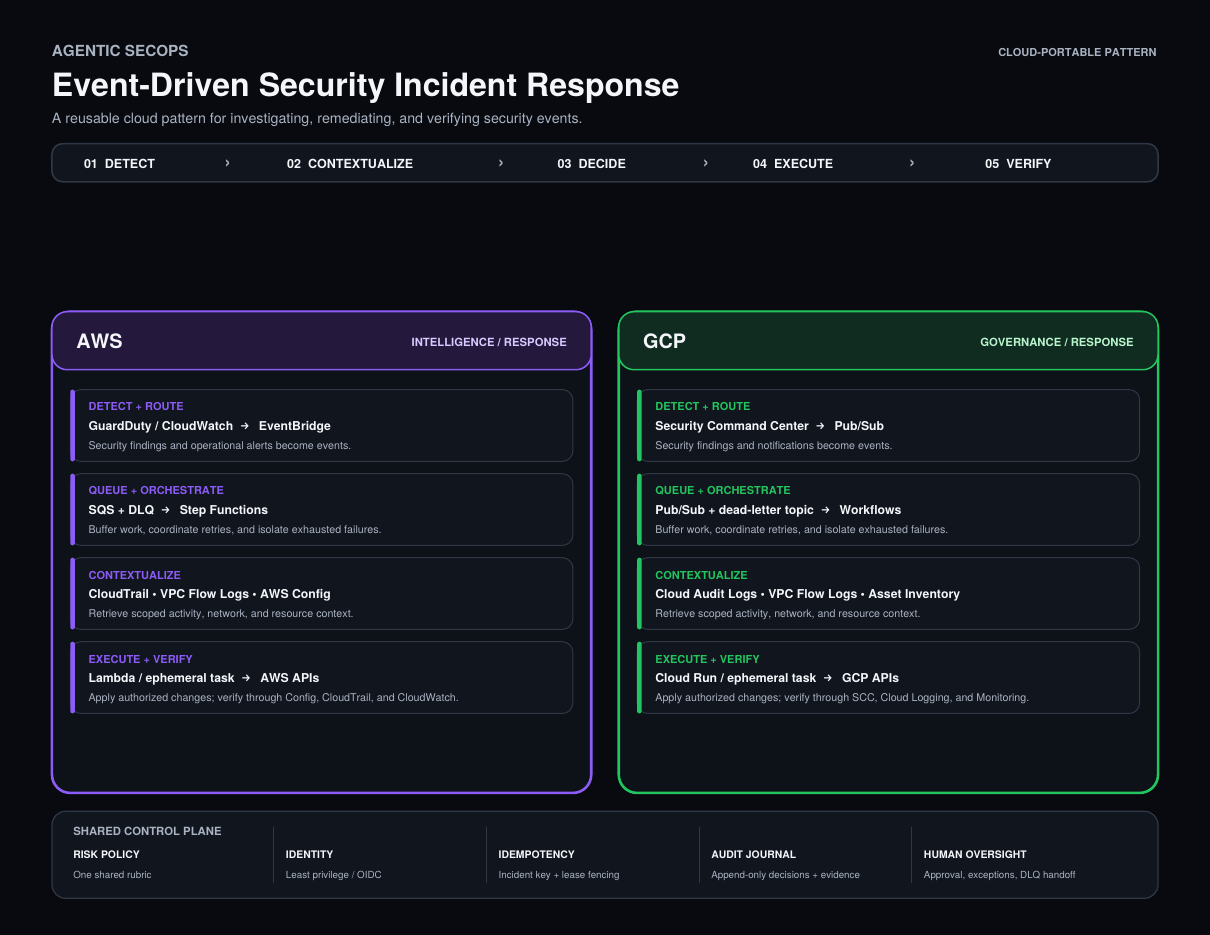 AGENTIC SECOPS
CLOUD-PORTABLE PATTERN
Event-Driven Security Incident Response
A reusable cloud pattern for investigating, remediating, and verifying security events.
01 DETECT › 02 CONTEXTUALIZE › 03 DECIDE › 04 EXECUTE › 05 VERIFY
AWS
INTELLIGENCE / RESPONSE
DETECT + ROUTE
GuardDuty / CloudWatch → EventBridge
Security findings and operational alerts become events.
QUEUE + ORCHESTRATE
SQS + DLQ → Step Functions
Buffer work, coordinate retries, and isolate exhausted failures.
CONTEXTUALIZE
CloudTrail • VPC Flow Logs • AWS Config
Retrieve scoped activity, network, and resource context.
EXECUTE + VERIFY
Lambda / ephemeral task → AWS APIs
Apply authorized changes; verify through Config, CloudTrail, and CloudWatch.
GCP
GOVERNANCE / RESPONSE
DETECT + ROUTE
Security Command Center → Pub/Sub
Security findings and notifications become events.
QUEUE + ORCHESTRATE
Pub/Sub + dead-letter topic → Workflows
Buffer work, coordinate retries, and isolate exhausted failures.
CONTEXTUALIZE
Cloud Audit Logs • VPC Flow Logs • Asset Inventory
Retrieve scoped activity, network, and resource context.
EXECUTE + VERIFY
Cloud Run / ephemeral task → GCP APIs
Apply authorized changes; verify through SCC, Cloud Logging, and Monitoring.
SHARED CONTROL PLANE
RISK POLICY
One shared rubric
IDENTITY
Least privilege / OIDC
IDEMPOTENCY
Incident key + lease fencing
AUDIT JOURNAL
Append-only decisions + evidence
HUMAN OVERSIGHT
Approval, exceptions, DLQ handoff